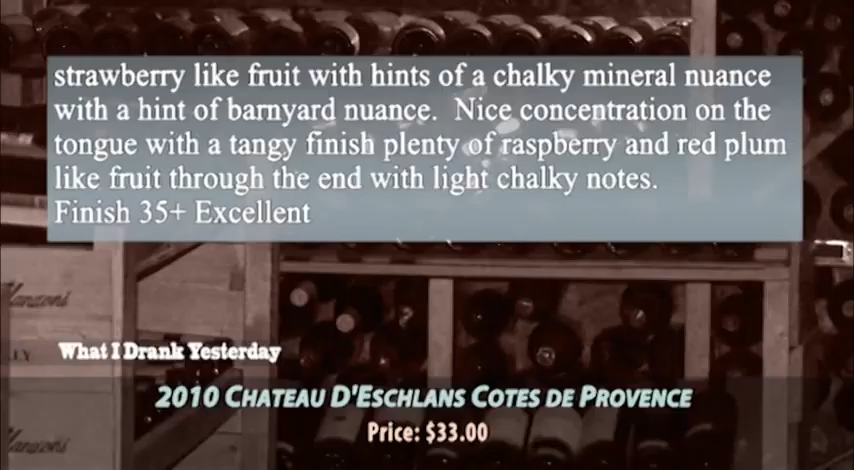 strawberry like fruit with hints of a chalky mineral nuance
with a hint of barnyard nuance. Nice concentration on the
tongue with a tangy finish plenty of raspberry and red plum
like fruit through the end with light chalky notes.
Finish 35+ Excellent
Manzoni
What I Drank Yesterday
2010 CHATEAU D'ESCHLANS COTES DE PROVENCE
Price: $33.00
Manzoni